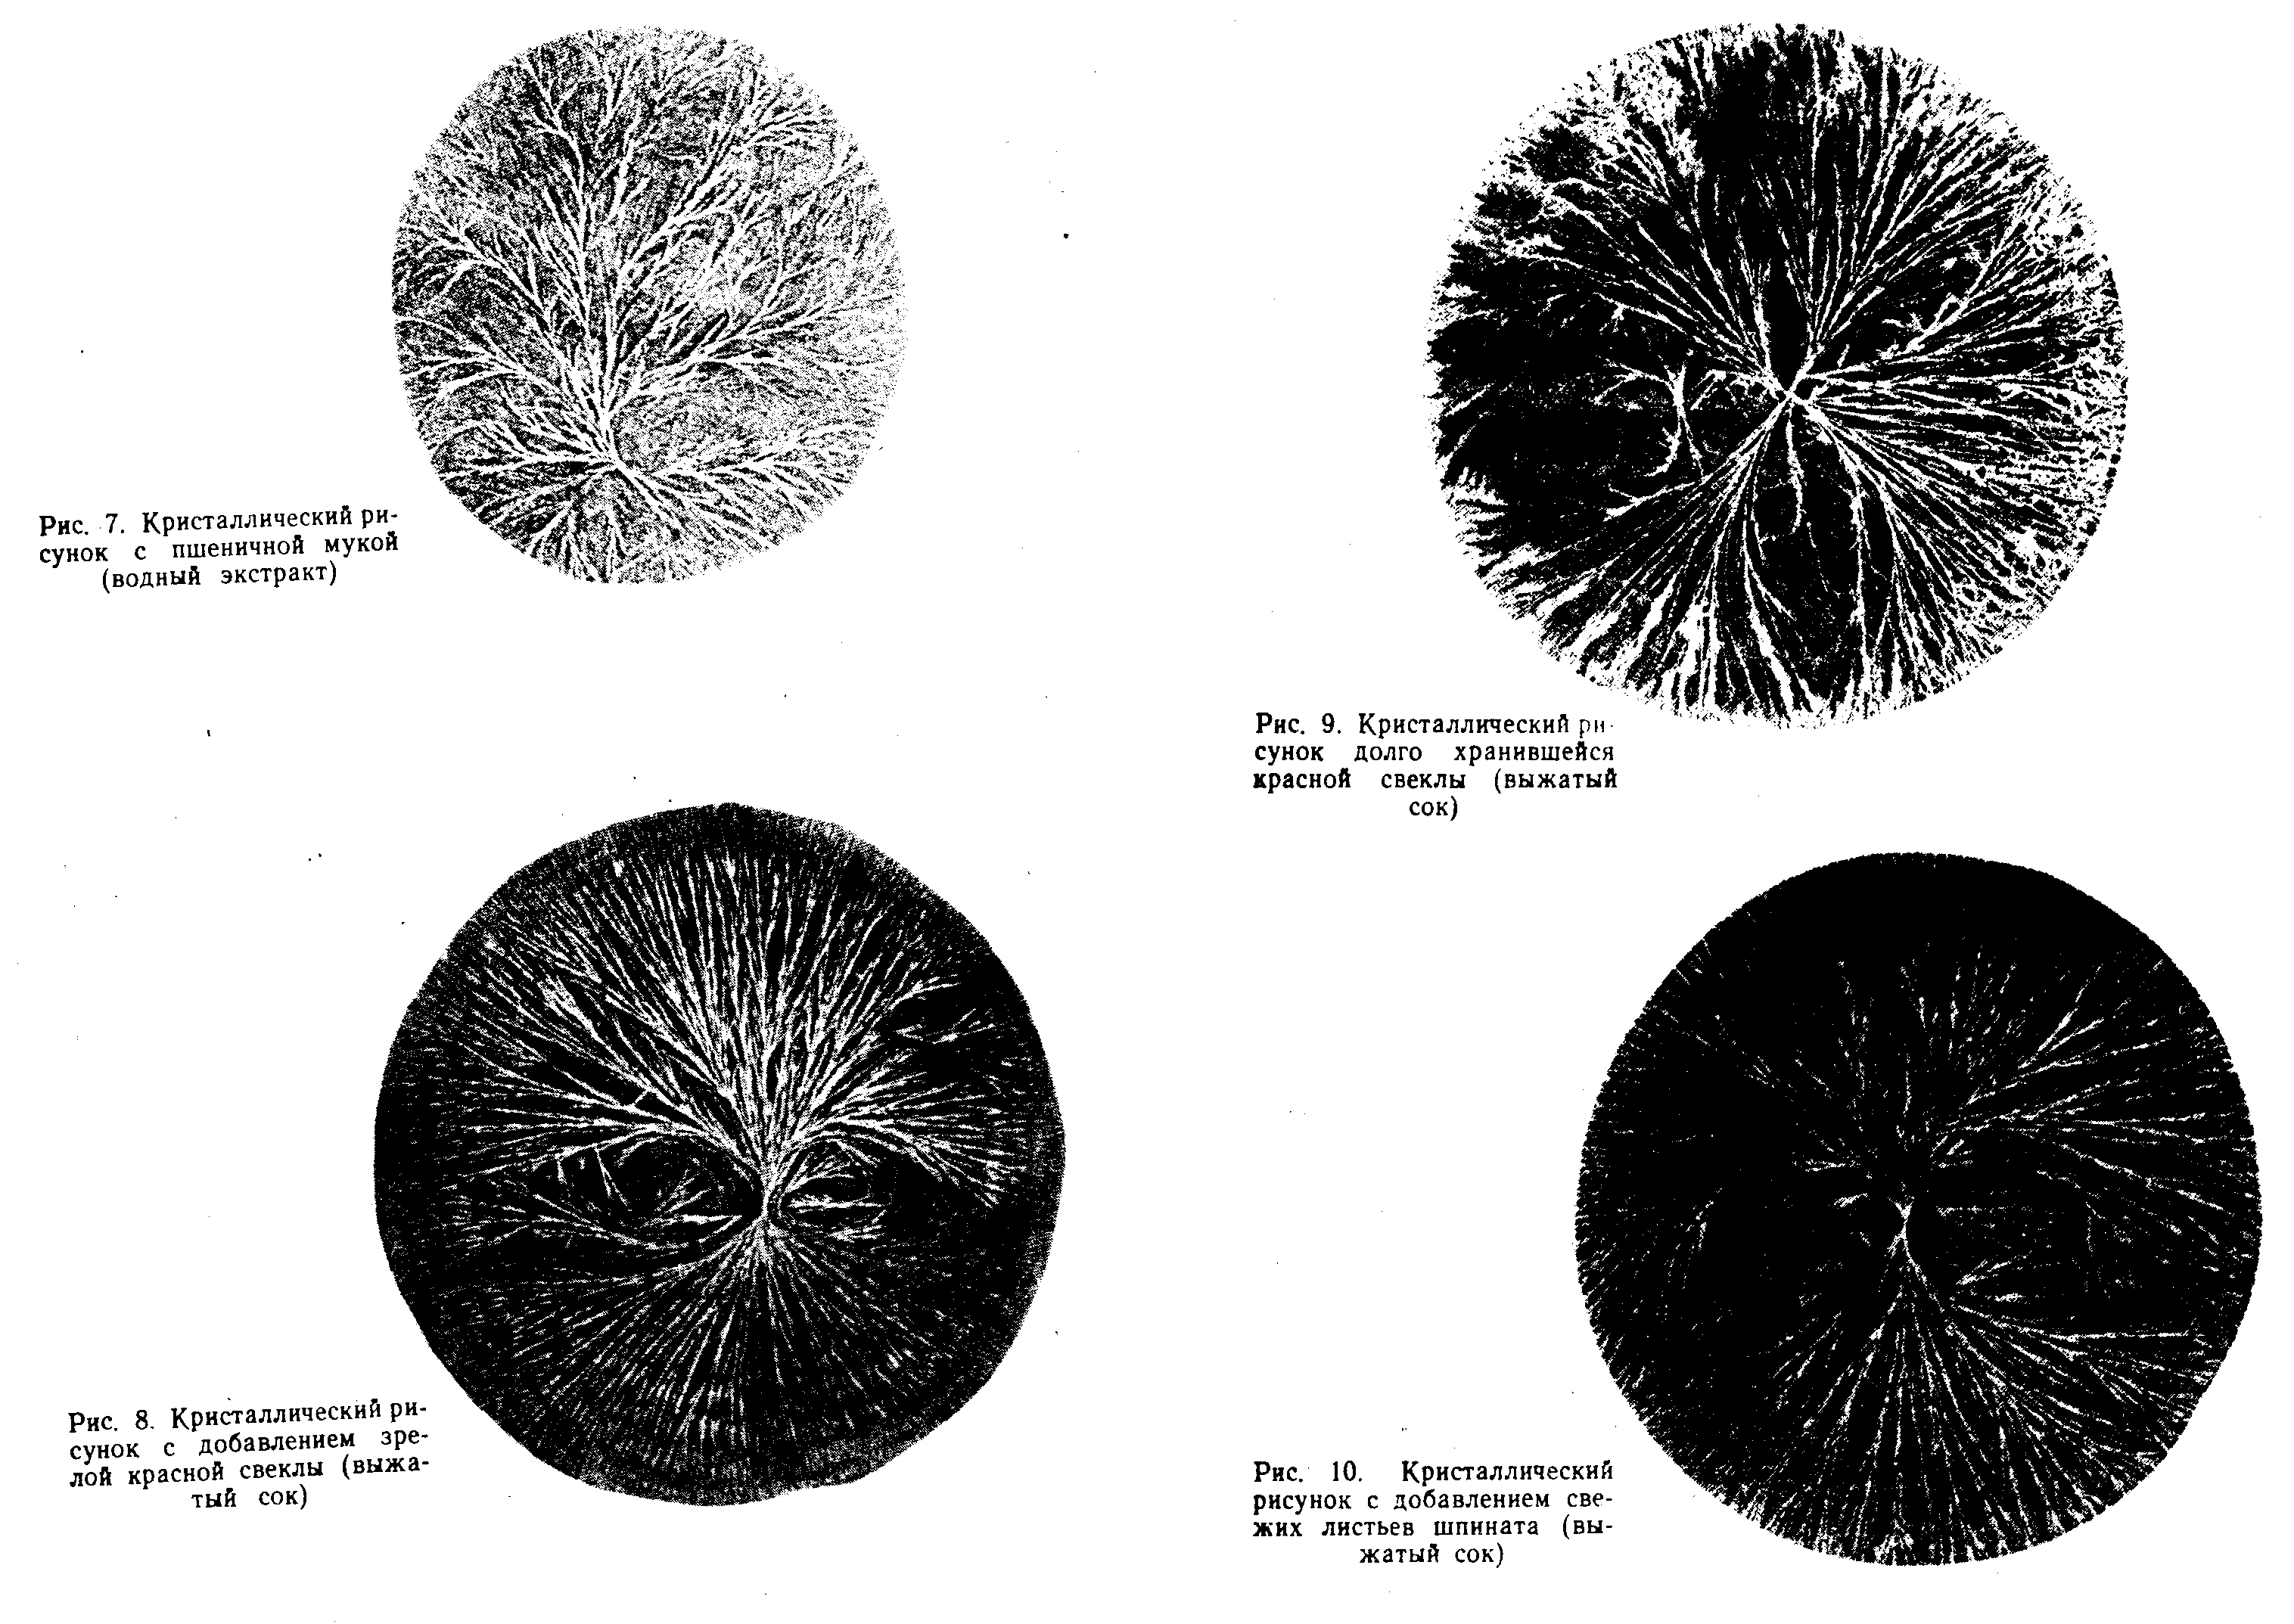 Рис. 7. Кристаллический ри-
сунок с пшеничной мукой
(водный экстракт)
Рис. 8. Кристаллический ри-
сунок с добавлением зре-
лой красной свеклы (выжа-
тый сок)
Рис. 9. Кристаллический ри-
сунок долго хранившейся
красной свеклы (выжатый
сок)
Рис. 10. Кристаллический
рисунок с добавлением све-
жих листьев шпината (вы-
жатый сок)